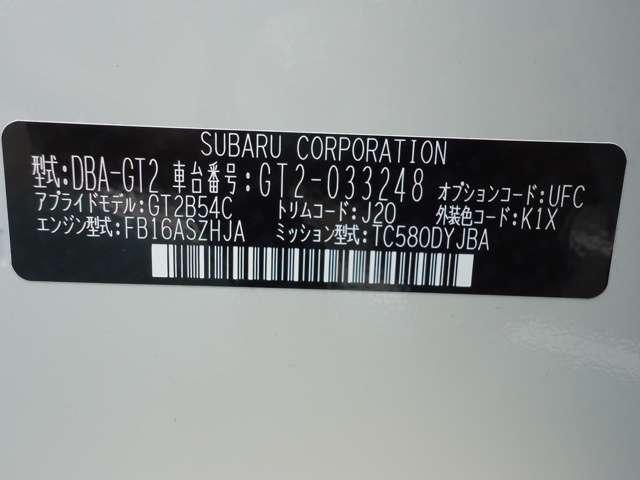 SUBARU CORPORATION
型式:DBA-GT2 車台番号:GT2-033248 オプションコード:UFC
アプライドモデル:GT2B54C トリムコード:J20 外装色コード:K1X
エンジン型式:FB16ASZHJA ミッション型式:TC580DYJBA